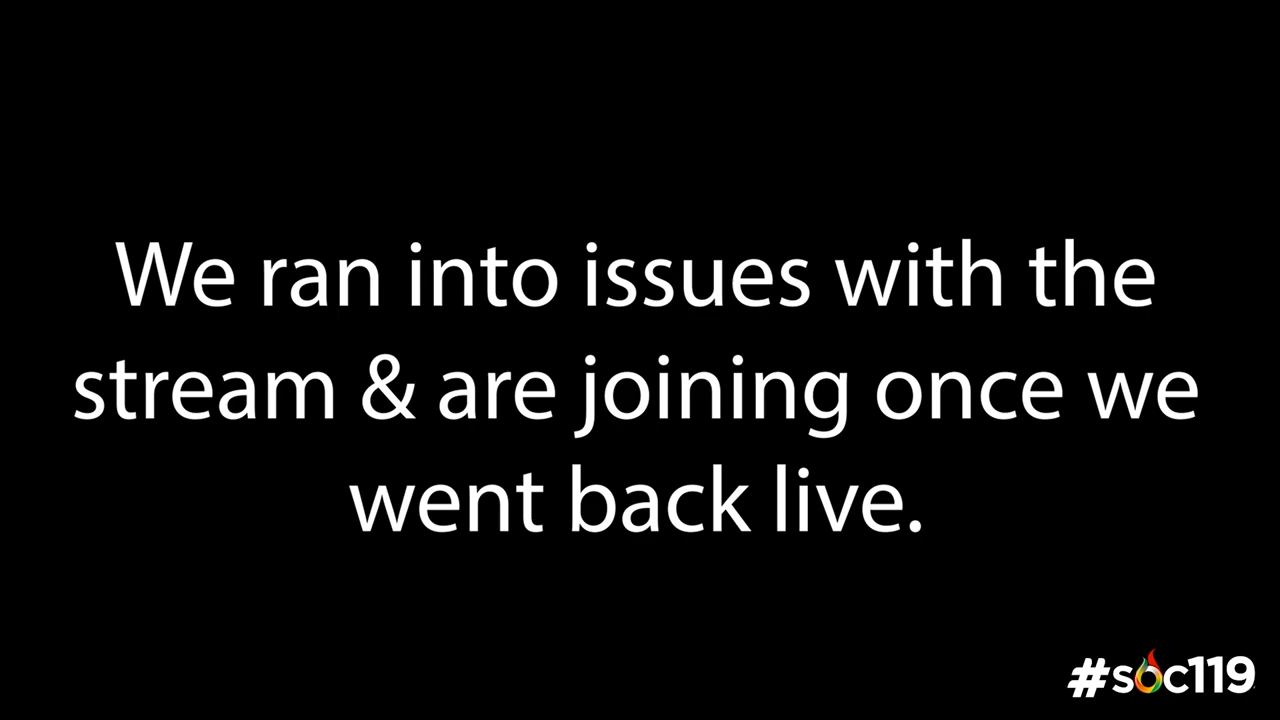 We ran into issues with the
stream & are joining once we
went back live.
#soc119